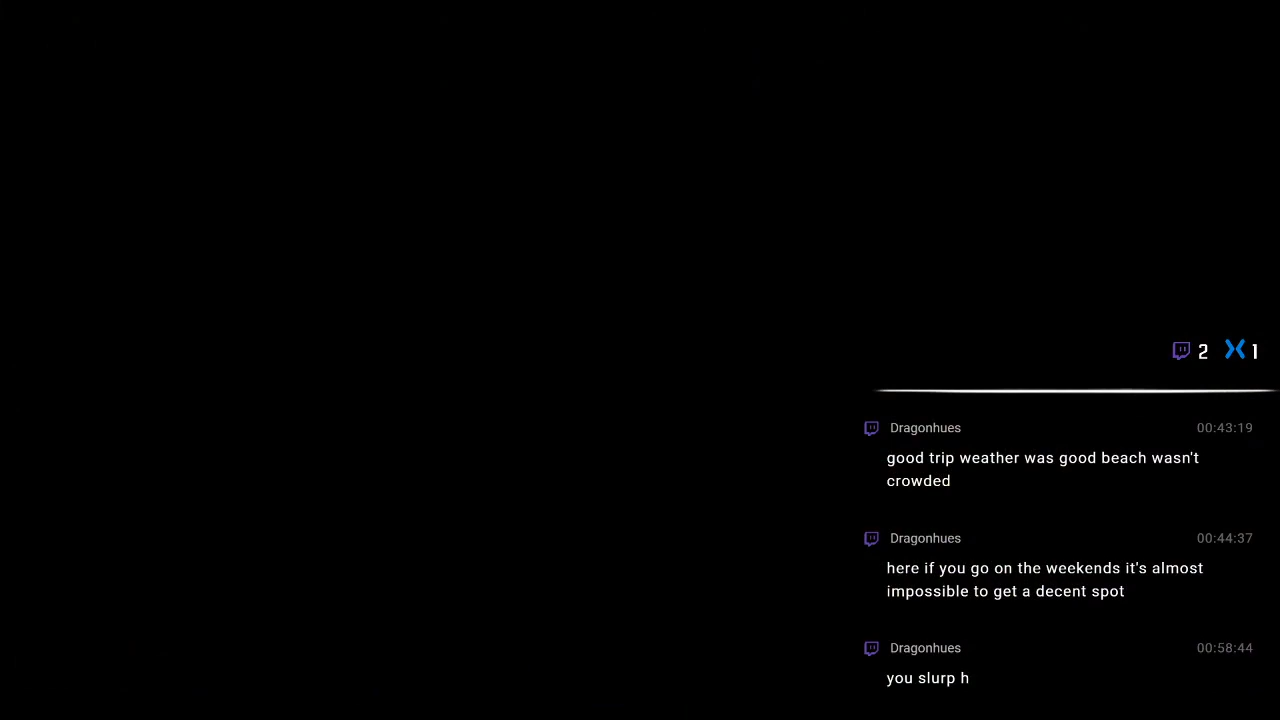 2 1
Dragonhues 00:43:19
good trip weather was good beach wasn't
crowded
Dragonhues 00:44:37
here if you go on the weekends it's almost
impossible to get a decent spot
Dragonhues 00:58:44
you slurp h